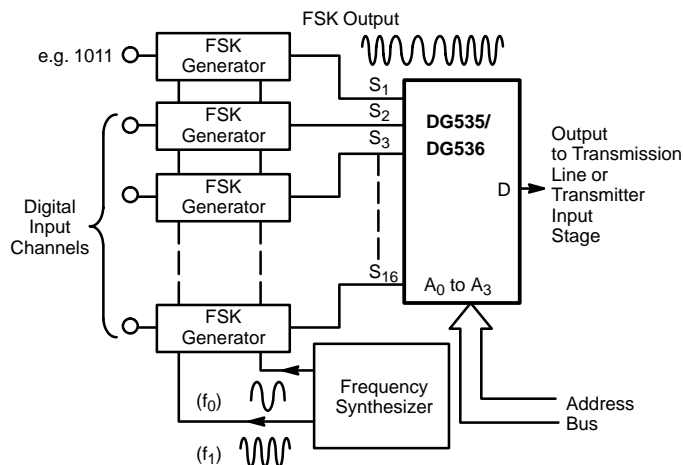 FSK Output
e.g. 1011
FSK
Generator
S1
FSK
Generator
S2
DG535/
DG536
S3
FSK
Generator
D
Output
to Transmission
Line or
Transmitter
Input
Stage
Digital
Input
Channels
S16
A0 to A3
FSK
Generator
Frequency
Synthesizer
(f0)
(f1)
Address
Bus